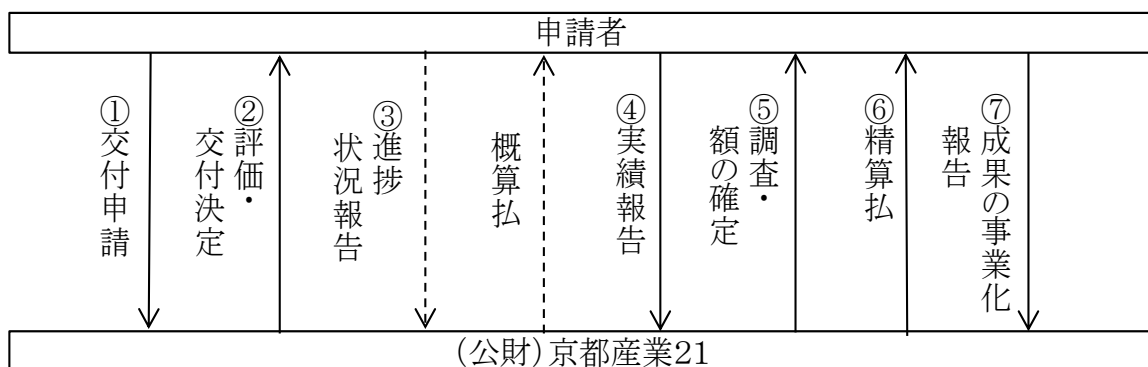 申請者
①交付申請
②評価・
交付決定
③進捗
状況報告
概算払
④実績報告
⑤調査・
額の確定
⑥精算払
⑦成果の事業化
報告
(公財)京都産業21